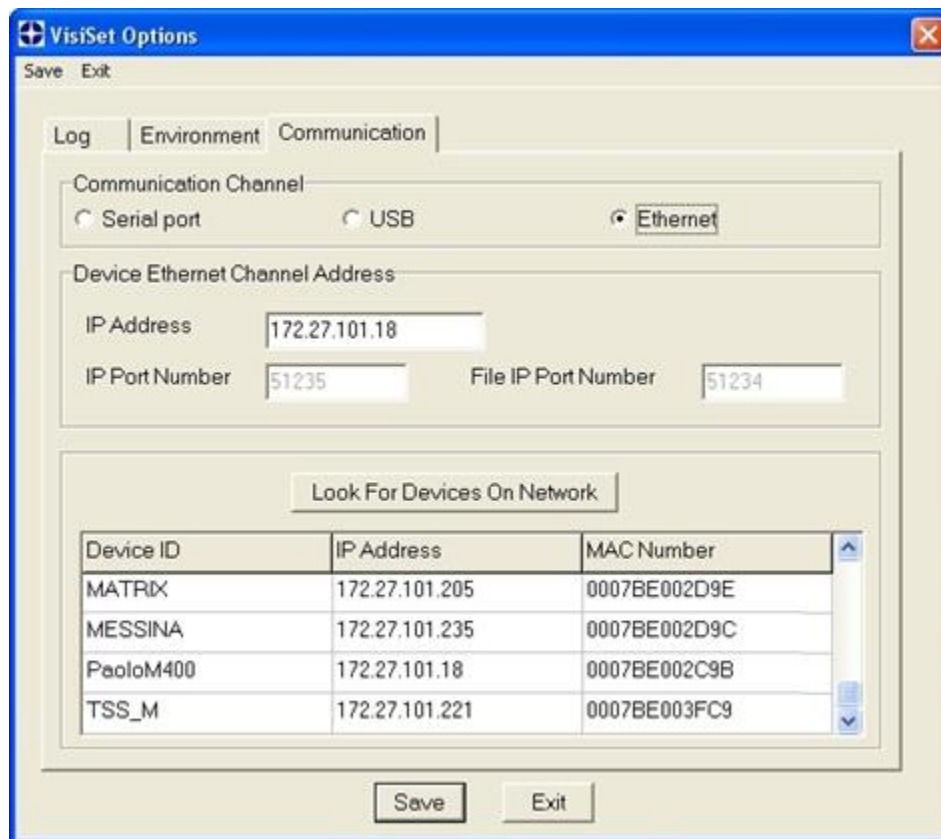 VisiSet Options
Save Exit
Log Environment Communication
Communication Channel
Serial port USB Ethernet
Device Ethernet Channel Address
IP Address 172.27.101.18
IP Port Number 51235 File IP Port Number 51234
Look For Devices On Network
Device ID IP Address MAC Number
MATRIX 172.27.101.205 0007BE002D9E
MESSINA 172.27.101.235 0007BE002D9C
PaoloM400 172.27.101.18 0007BE002C9B
TSS_M 172.27.101.221 0007BE003FC9
Save Exit